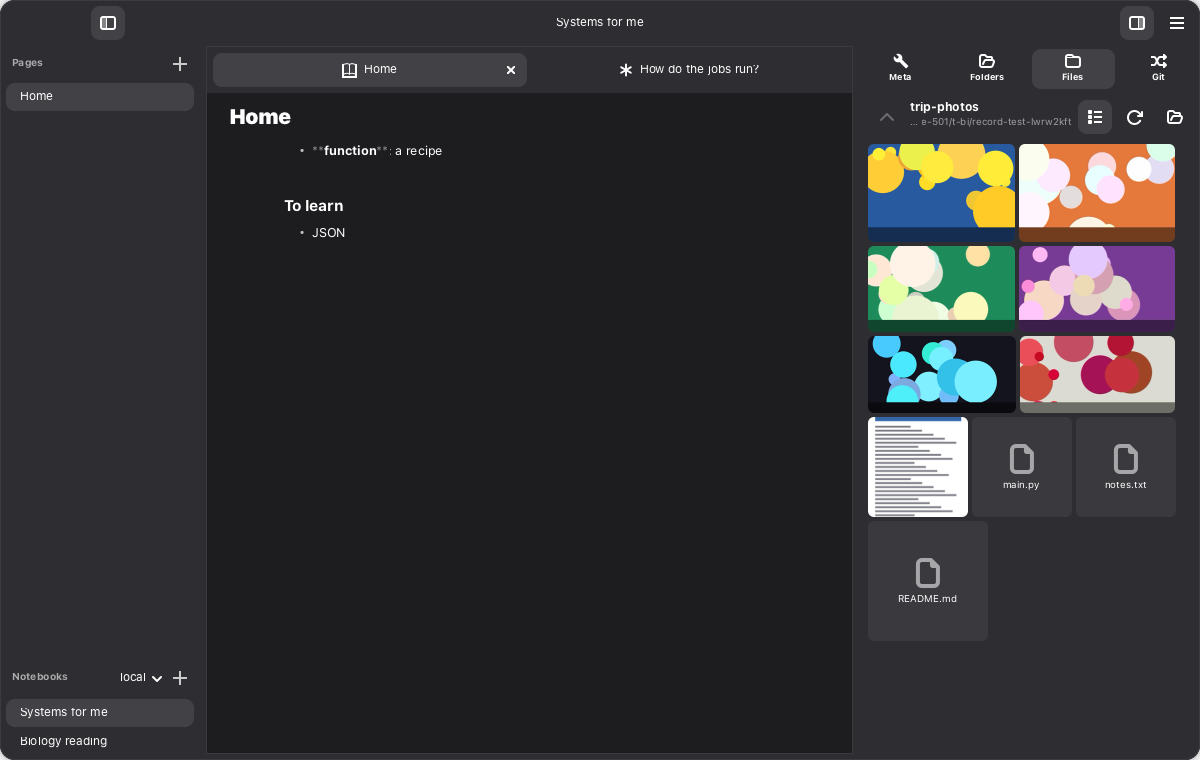 Systems for me
Pages
Home
Home
How do the jobs run?
Home
• **function**: a recipe
To learn
• JSON
Notebooks
local
Systems for me
Biology reading
Meta
Folders
Files
Git
trip-photos
... e-501/t-bi/record-test-lwrw2kft
main.py
notes.txt
README.md